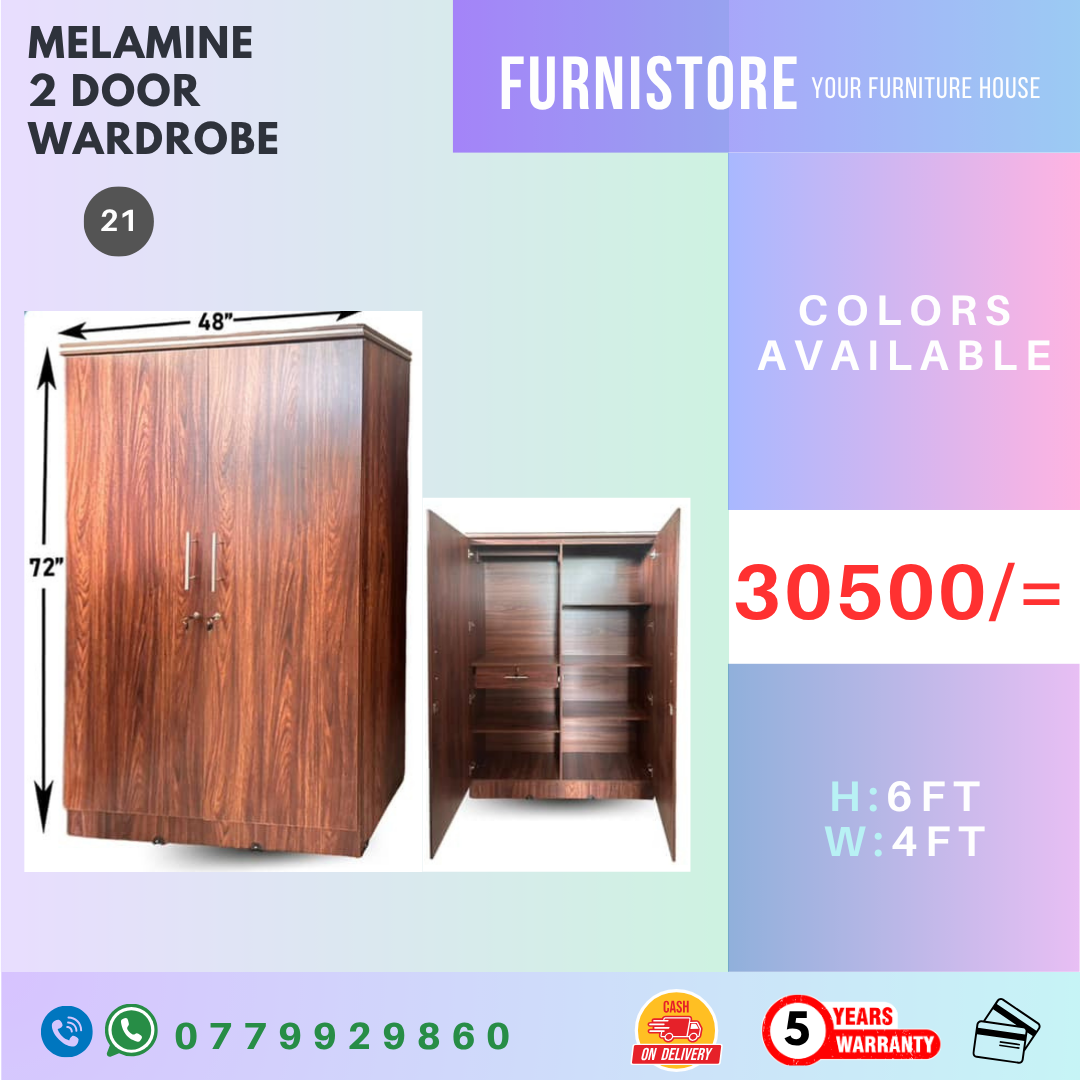 MELAMINE
2 DOOR
WARDROBE
21
FURNISTORE YOUR FURNITURE HOUSE
COLORS
AVAILABLE
48”
72”
30500/=
H:6FT
W:4FT
0779929860
CASH
ON DELIVERY
5 YEARS
WARRANTY